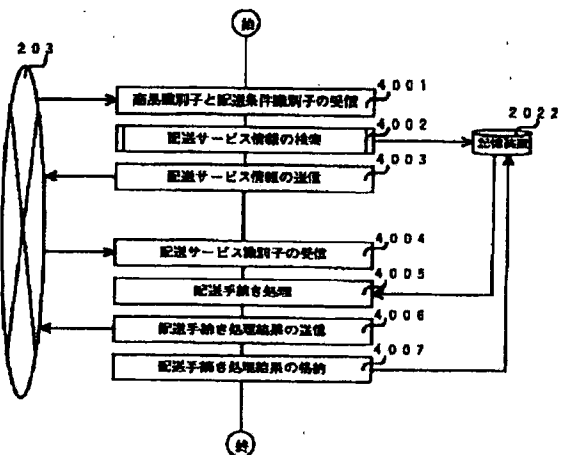 始
203
4001
商品識別子と配送条件識別子の受信
4002
配送サービス情報の検索
2022
記憶装置
4003
配送サービス情報の送信
4004
配送サービス識別子の受信
4005
配送手続き処理
4006
配送手続き処理結果の送信
4007
配送手続き処理結果の格納
終